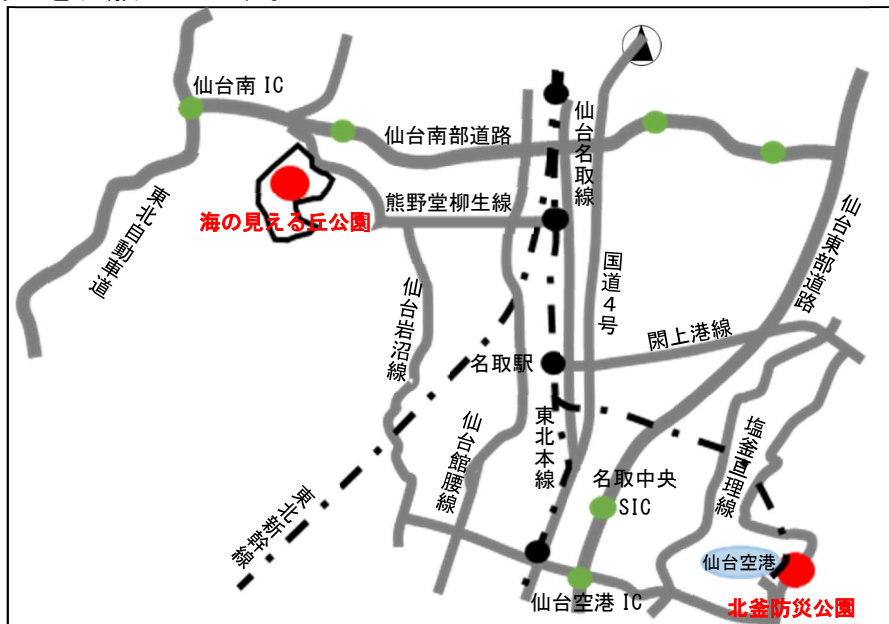 仙台南 IC
仙台南部道路
仙台名取線
東北自動車道
海の見える丘公園
熊野堂柳生線
仙台東部道路
国道4号
仙台岩沼線
閖上港線
名取駅
東北本線
仙台館腰線
塩釜亘理線
名取中央
SIC
東北新幹線
仙台空港
仙台空港 IC
北釜防災公園